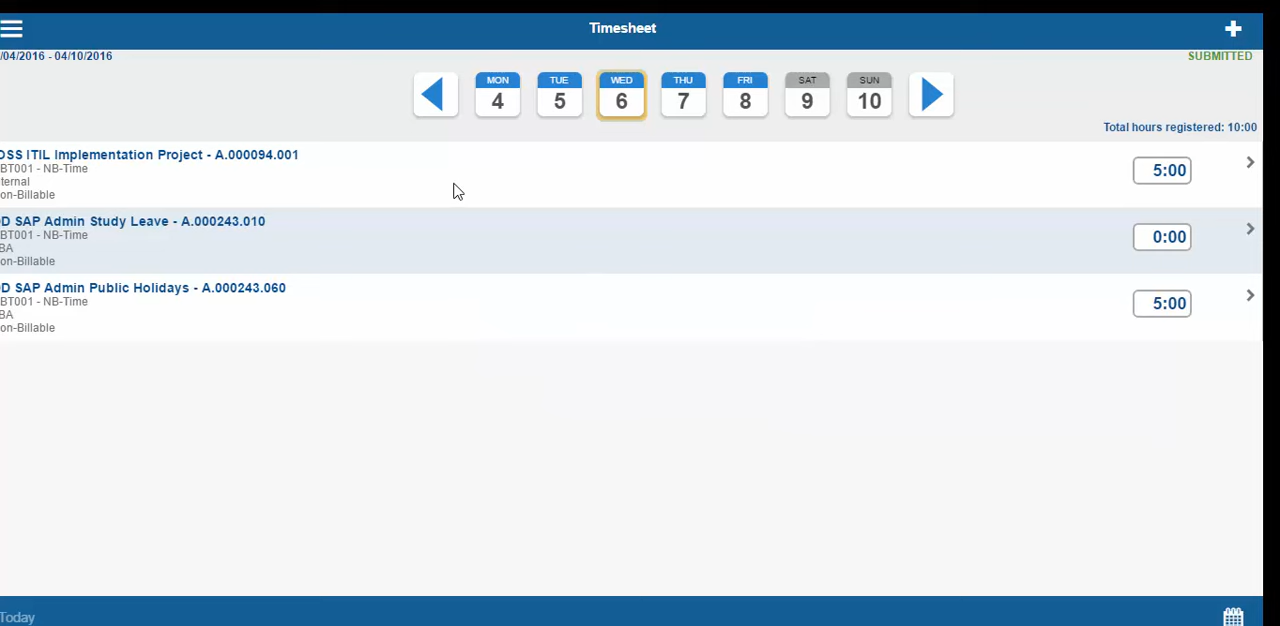 Timesheet
/04/2016 - 04/10/2016
SUBMITTED
MON TUE WED THU FRI SAT SUN
4 5 6 7 8 9 10
Total hours registered: 10:00
OSS ITIL Implementation Project - A.000094.001
BT001 - NB-Time
5:00
ternal
on-Billable
D SAP Admin Study Leave - A.000243.010
BT001 - NB-Time
0:00
BA
on-Billable
D SAP Admin Public Holidays - A.000243.060
BT001 - NB-Time
5:00
BA
on-Billable
Today